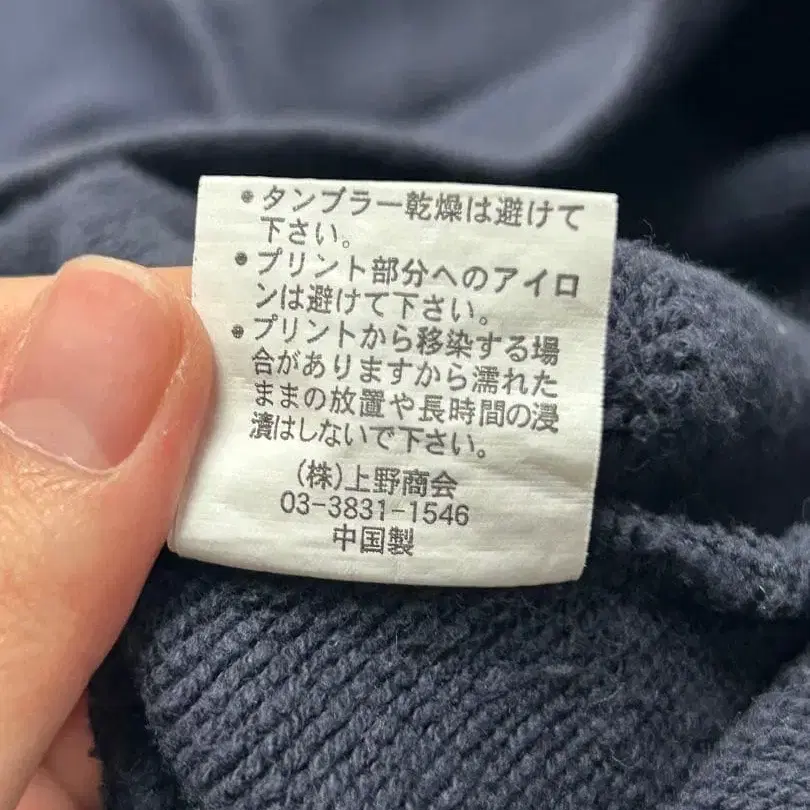 ● タンブラー乾燥は避けて
下さい。
● プリント部分へのアイロ
ンは避けて下さい。
● プリントから移染する場
合がありますから濡れた
ままの放置や長時間の浸
漬はしないで下さい。
(株)上野商会
03-3831-1546
中国製